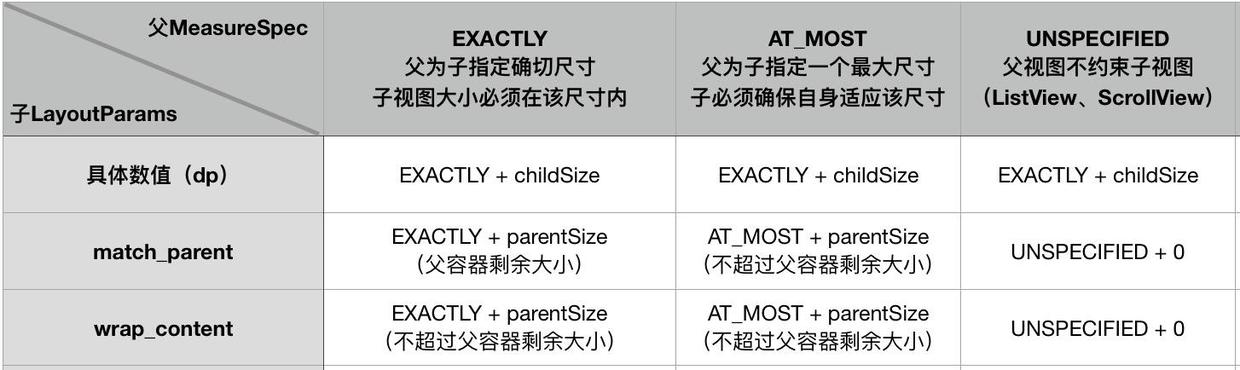 父MeasureSpec
子LayoutParams
EXACTLY
父为子指定确切尺寸
子视图大小必须在该尺寸内
AT_MOST
父为子指定一个最大尺寸
子必须确保自身适应该尺寸
UNSPECIFIED
父视图不约束子视图
（ListView、ScrollView）
具体数值（dp）
EXACTLY + childSize
EXACTLY + childSize
EXACTLY + childSize
match_parent
EXACTLY + parentSize
（父容器剩余大小）
AT_MOST + parentSize
（不超过父容器剩余大小）
UNSPECIFIED + 0
wrap_content
EXACTLY + parentSize
（不超过父容器剩余大小）
AT_MOST + parentSize
（不超过父容器剩余大小）
UNSPECIFIED + 0